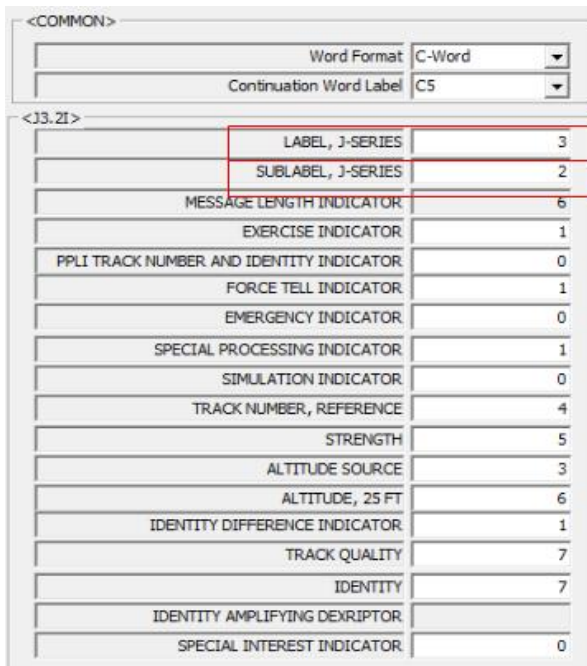 <COMMON>
Word Format C-Word
Continuation Word Label C5
<J3.2I>
LABEL, J-SERIES 3
SUBLABEL, J-SERIES 2
MESSAGE LENGTH INDICATOR 6
EXERCISE INDICATOR 1
PPLI TRACK NUMBER AND IDENTITY INDICATOR 0
FORCE TELL INDICATOR 1
EMERGENCY INDICATOR 0
SPECIAL PROCESSING INDICATOR 1
SIMULATION INDICATOR 0
TRACK NUMBER, REFERENCE 4
STRENGTH 5
ALTITUDE SOURCE 3
ALTITUDE, 25 FT 6
IDENTITY DIFFERENCE INDICATOR 1
TRACK QUALITY 7
IDENTITY 7
IDENTITY AMPLIFYING DEXRIPTOR
SPECIAL INTEREST INDICATOR 0